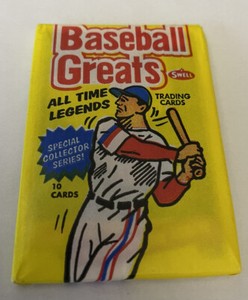 Baseball
Greats
SWELL
ALL TIME
LEGENDS
TRADING
CARDS
SPECIAL
COLLECTOR
SERIES!
10
CARDS